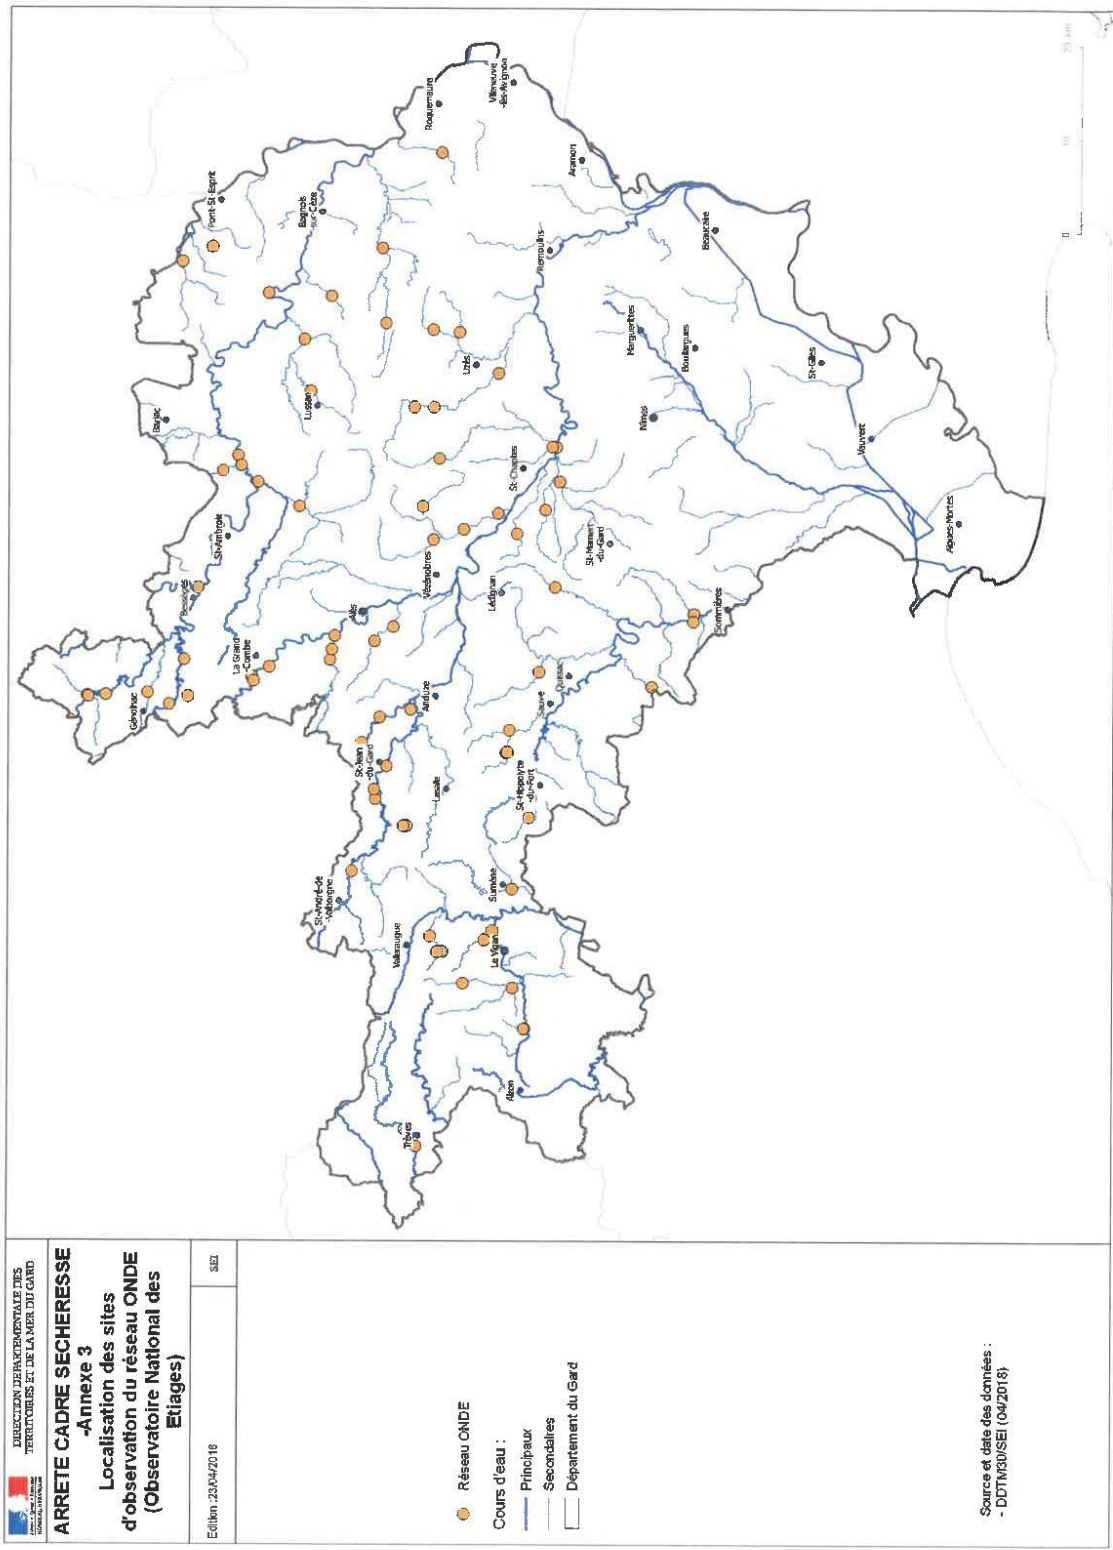 DIRECTION DEPARTEMENTALE DES
TERRITOIRES ET DE LA MER DU GARD
ARRETE CADRE SECHERESSE
-Annexe 3
Localisation des sites
d'observation du réseau ONDE
(Observatoire National des
Etiages)
Edition :23/04/2018
SEI
Réseau ONDE
Cours d'eau :
Principaux
Secondaires
Département du Gard
Source et date des données :
- DDTM30/SEI (04/2018)
Trèves
Alzon
Valleraugue
Le Vigan
St-André-de
-Valborgne
Sumène
St-Hippolyte
-du-Fort
Lasalle
St-Jean
-du-Gard
Génolhac
Anduze
Sauve
Quissac
La Grand
-Combe
Alès
Bessèges
Sommières
Lédignan
Vézénobres
St-Ambroix
St-Mamert
-du-Gard
Aigues-Mortes
St-Chaptes
Barjac
Lussan
Nîmes
Vauvert
Uzès
St-Gilles
Bouillargues
Marguerittes
Remoulins
Beaucaire
Bagnols
-sur-Cèze
Pont-St-Esprit
Aramon
Roquemaure
Villeneuve
-lès-Avignon
0
10
20 km